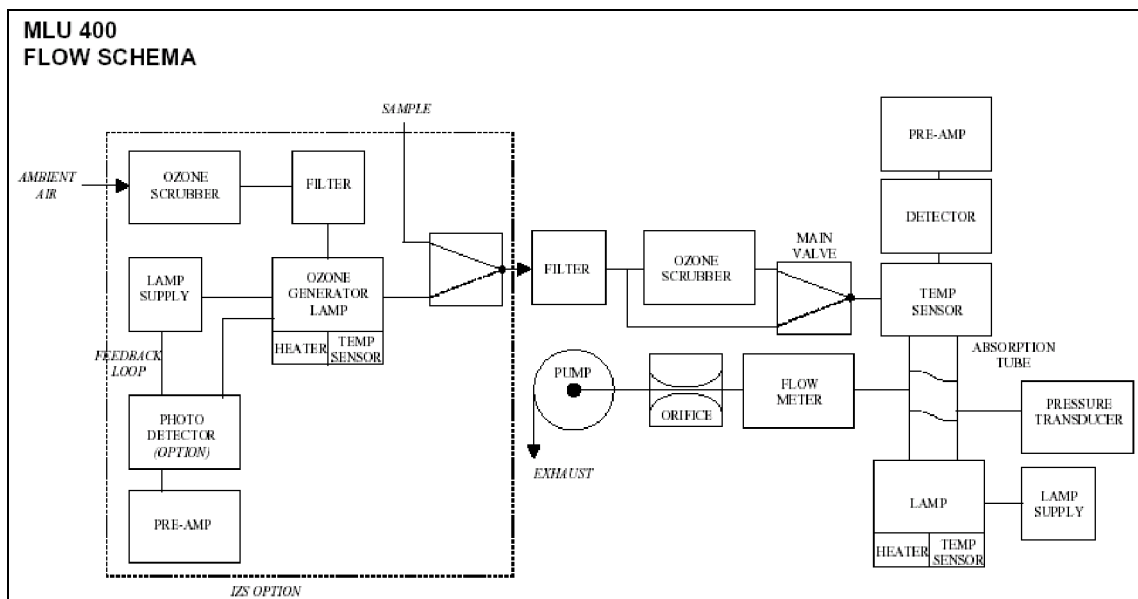 MLU 400
FLOW SCHEMA
SAMPLE
AMBIENT
AIR
OZONE
SCRUBBER
FILTER
LAMP
SUPPLY
OZONE
GENERATOR
LAMP
HEATER
TEMP
SENSOR
FEEDBACK
LOOP
PHOTO
DETECTOR
(OPTION)
PRE-AMP
IZS OPTION
FILTER
OZONE
SCRUBBER
MAIN
VALVE
PRE-AMP
DETECTOR
TEMP
SENSOR
ABSORPTION
TUBE
PUMP
ORIFICE
FLOW
METER
EXHAUST
PRESSURE
TRANSDUCER
LAMP
HEATER
TEMP
SENSOR
LAMP
SUPPLY